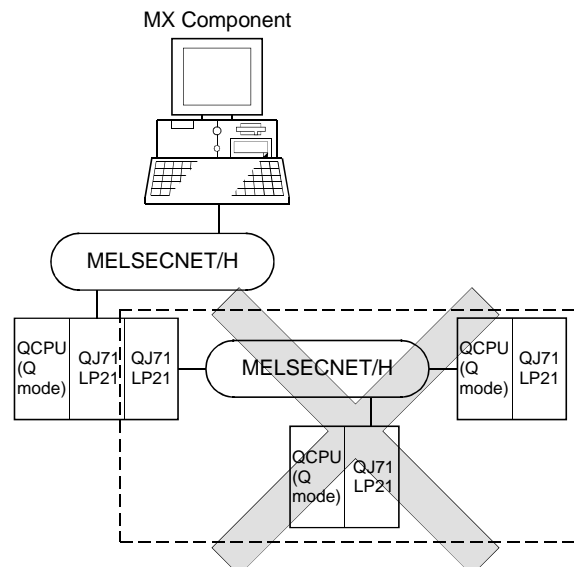 MX Component
MELSECNET/H
QCPU
(Q
mode)
QJ71
LP21
QJ71
LP21
MELSECNET/H
QCPU
(Q
mode)
QJ71
LP21
QCPU
(Q
mode)
QJ71
LP21